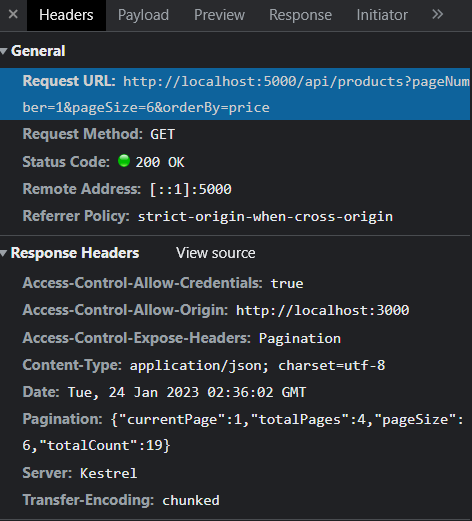 Headers Payload Preview Response Initiator
General
Request URL: http://localhost:5000/api/products?pageNum
ber=1&pageSize=6&orderBy=price
Request Method: GET
Status Code: 200 OK
Remote Address: [::1]:5000
Referrer Policy: strict-origin-when-cross-origin
Response Headers View source
Access-Control-Allow-Credentials: true
Access-Control-Allow-Origin: http://localhost:3000
Access-Control-Expose-Headers: Pagination
Content-Type: application/json; charset=utf-8
Date: Tue, 24 Jan 2023 02:36:02 GMT
Pagination: {"currentPage":1,"totalPages":4,"pageSize":
6,"totalCount":19}
Server: Kestrel
Transfer-Encoding: chunked